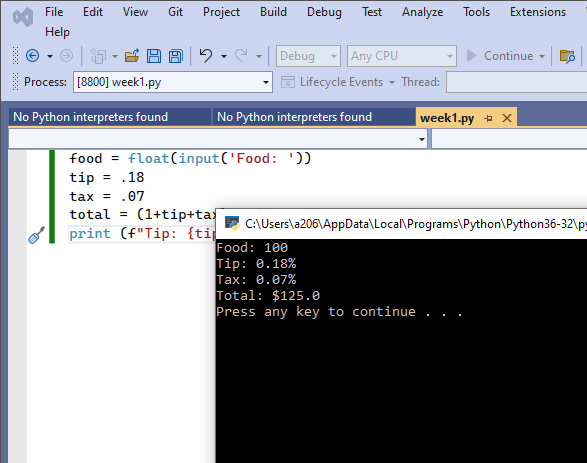 File Edit View Git Project Build Debug Test Analyze Tools Extensions
Help
Debug Any CPU Continue
Process: [8800] week1.py Lifecycle Events Thread:
No Python interpreters found No Python interpreters found week1.py
food = float(input('Food: '))
tip = .18
tax = .07
total = (1+tip+tax
print (f"Tip: {tip
C:\Users\a206\AppData\Local\Programs\Python\Python36-32\py
Food: 100
Tip: 0.18%
Tax: 0.07%
Total: $125.0
Press any key to continue . . .